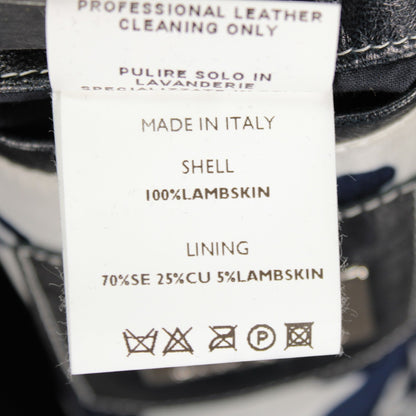 PROFESSIONAL LEATHER
CLEANING ONLY
PULIRE SOLO IN
LAVANDERIE
MADE IN ITALY
SHELL
100%LAMBSKIN
LINING
70%SE 25%CU 5%LAMBSKIN
P